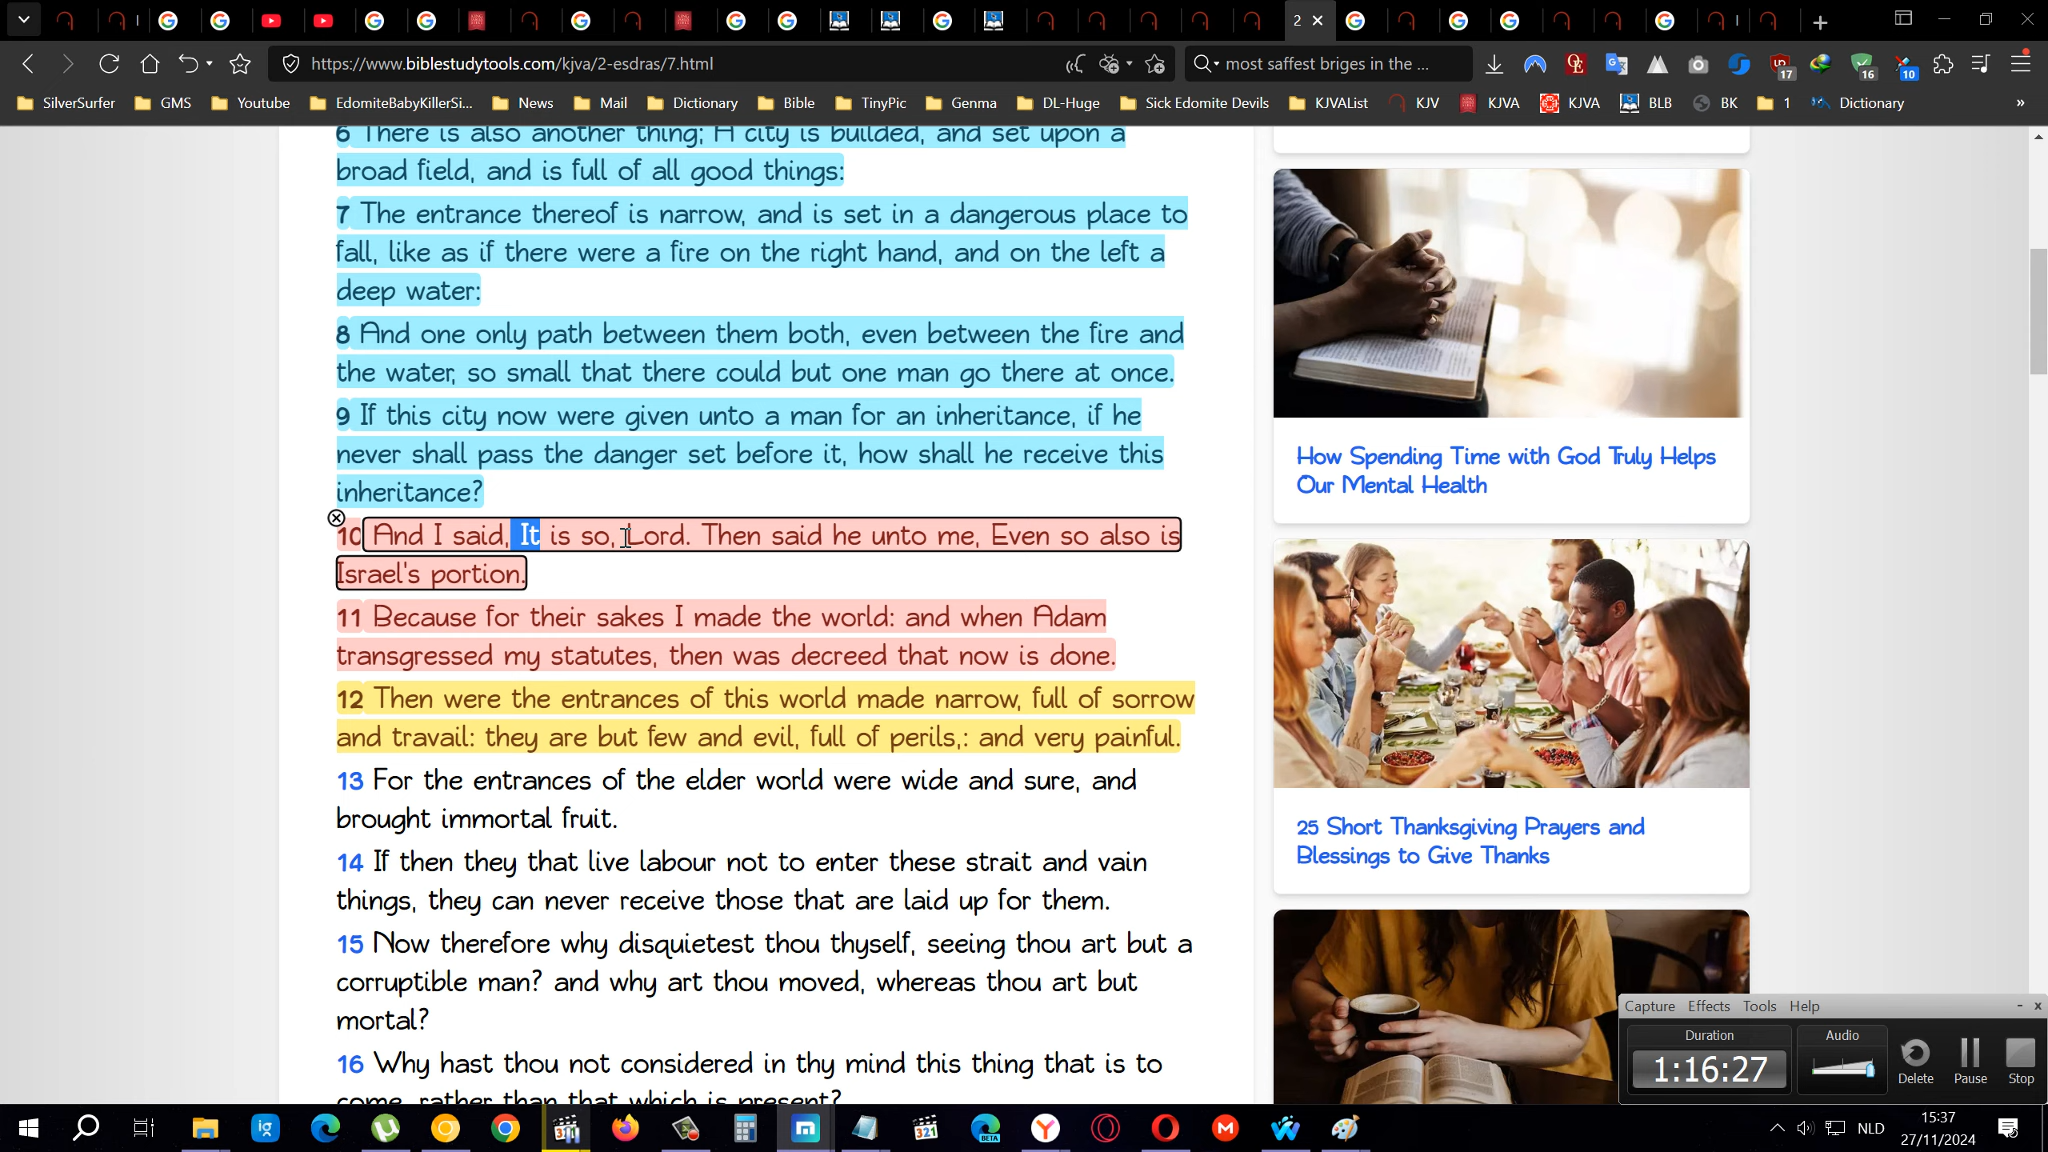 2
https://www.biblestudytools.com/kjva/2-esdras/7.html
most saffest briges in the ...
17
16
10
SilverSurfer
GMS
Youtube
EdomiteBabyKillerSi...
News
Mail
Dictionary
Bible
TinyPic
Genma
DL-Huge
Sick Edomite Devils
KJVAList
KJV
KJVA
KJVA
BLB
BK
1
Dictionary
»
6 There is also another thing; A city is builded, and set upon a
broad field, and is full of all good things:
7 The entrance thereof is narrow, and is set in a dangerous place to
fall, like as if there were a fire on the right hand, and on the left a
deep water:
8 And one only path between them both, even between the fire and
the water, so small that there could but one man go there at once.
9 If this city now were given unto a man for an inheritance, if he
never shall pass the danger set before it, how shall he receive this
inheritance?
10 And I said, It is so, Lord. Then said he unto me, Even so also is
Israel's portion.
11 Because for their sakes I made the world: and when Adam
transgressed my statutes, then was decreed that now is done.
12 Then were the entrances of this world made narrow, full of sorrow
and travail: they are but few and evil, full of perils,: and very painful.
13 For the entrances of the elder world were wide and sure, and
brought immortal fruit.
14 If then they that live labour not to enter these strait and vain
things, they can never receive those that are laid up for them.
15 Now therefore why disquietest thou thyself, seeing thou art but a
corruptible man? and why art thou moved, whereas thou art but
mortal?
16 Why hast thou not considered in thy mind this thing that is to
come, rather than that which is present?
How Spending Time with God Truly Helps
Our Mental Health
25 Short Thanksgiving Prayers and
Blessings to Give Thanks
Capture Effects Tools Help
Duration
Audio
1:16:27
Delete
Pause
Stop
ig
321
BETA
Y
M
NLD
15:37
27/11/2024